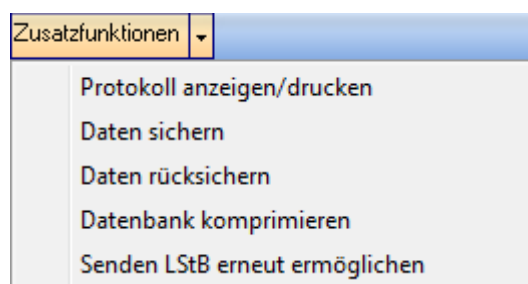 Zusatzfunktionen
Protokoll anzeigen/drucken
Daten sichern
Daten rücksichern
Datenbank komprimieren
Senden LStB erneut ermöglichen